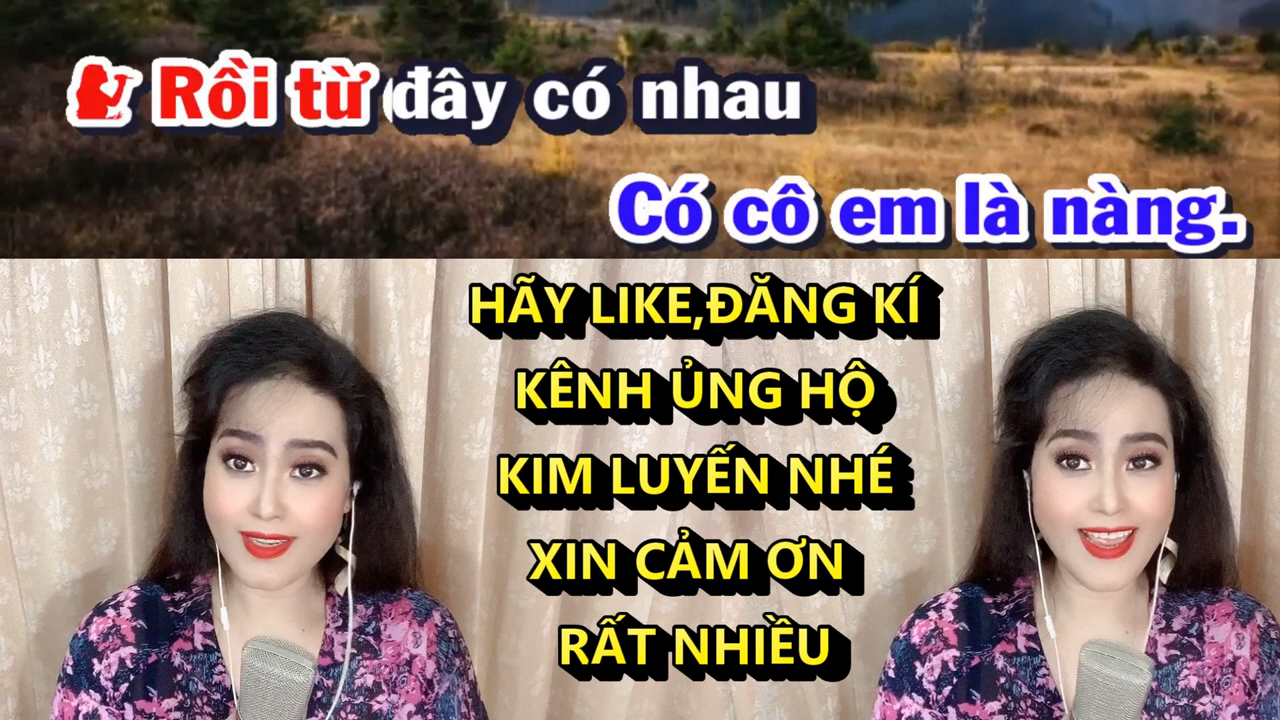 Rồi từ đây có nhau
Có cô em là nàng.
HÃY LIKE,ĐĂNG KÍ
KÊNH ỦNG HỘ
KIM LUYẾN NHÉ
XIN CẢM ƠN
RẤT NHIỀU